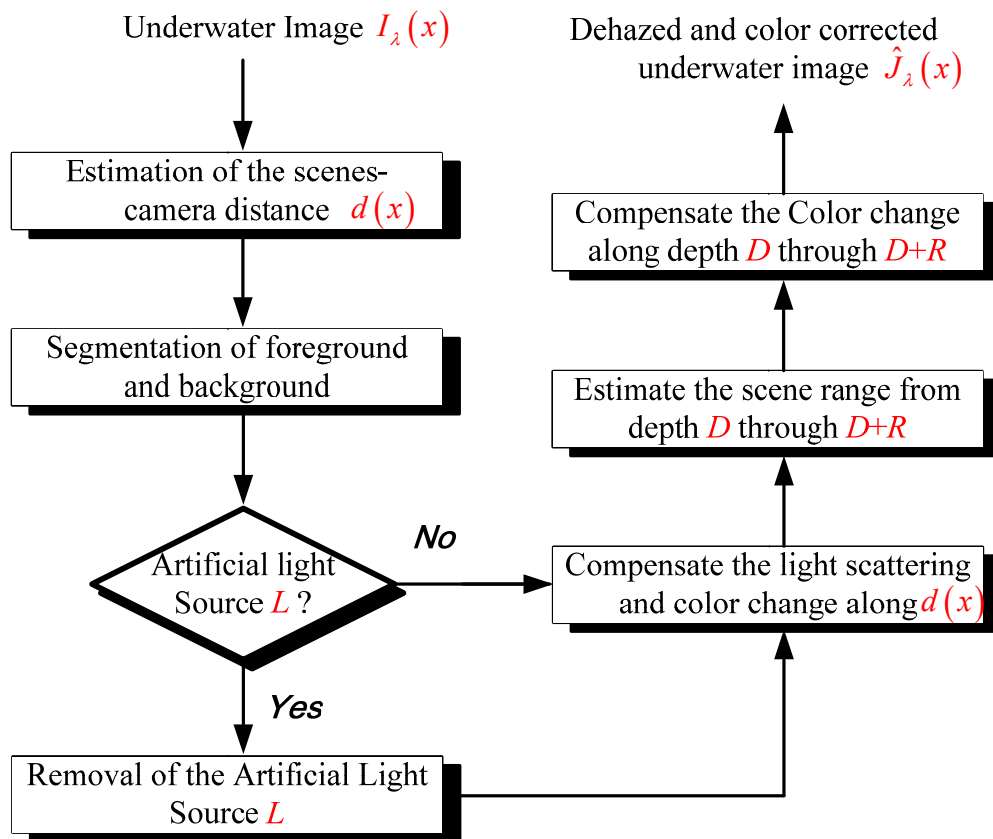 Underwater Image I_λ(x)
Estimation of the scenes-
camera distance d(x)
Segmentation of foreground
and background
Artificial light
Source L ?
No
Yes
Removal of the Artificial Light
Source L
Compensate the light scattering
and color change along d(x)
Estimate the scene range from
depth D through D+R
Compensate the Color change
along depth D through D+R
Dehazed and color corrected
underwater image Ĵ_λ(x)